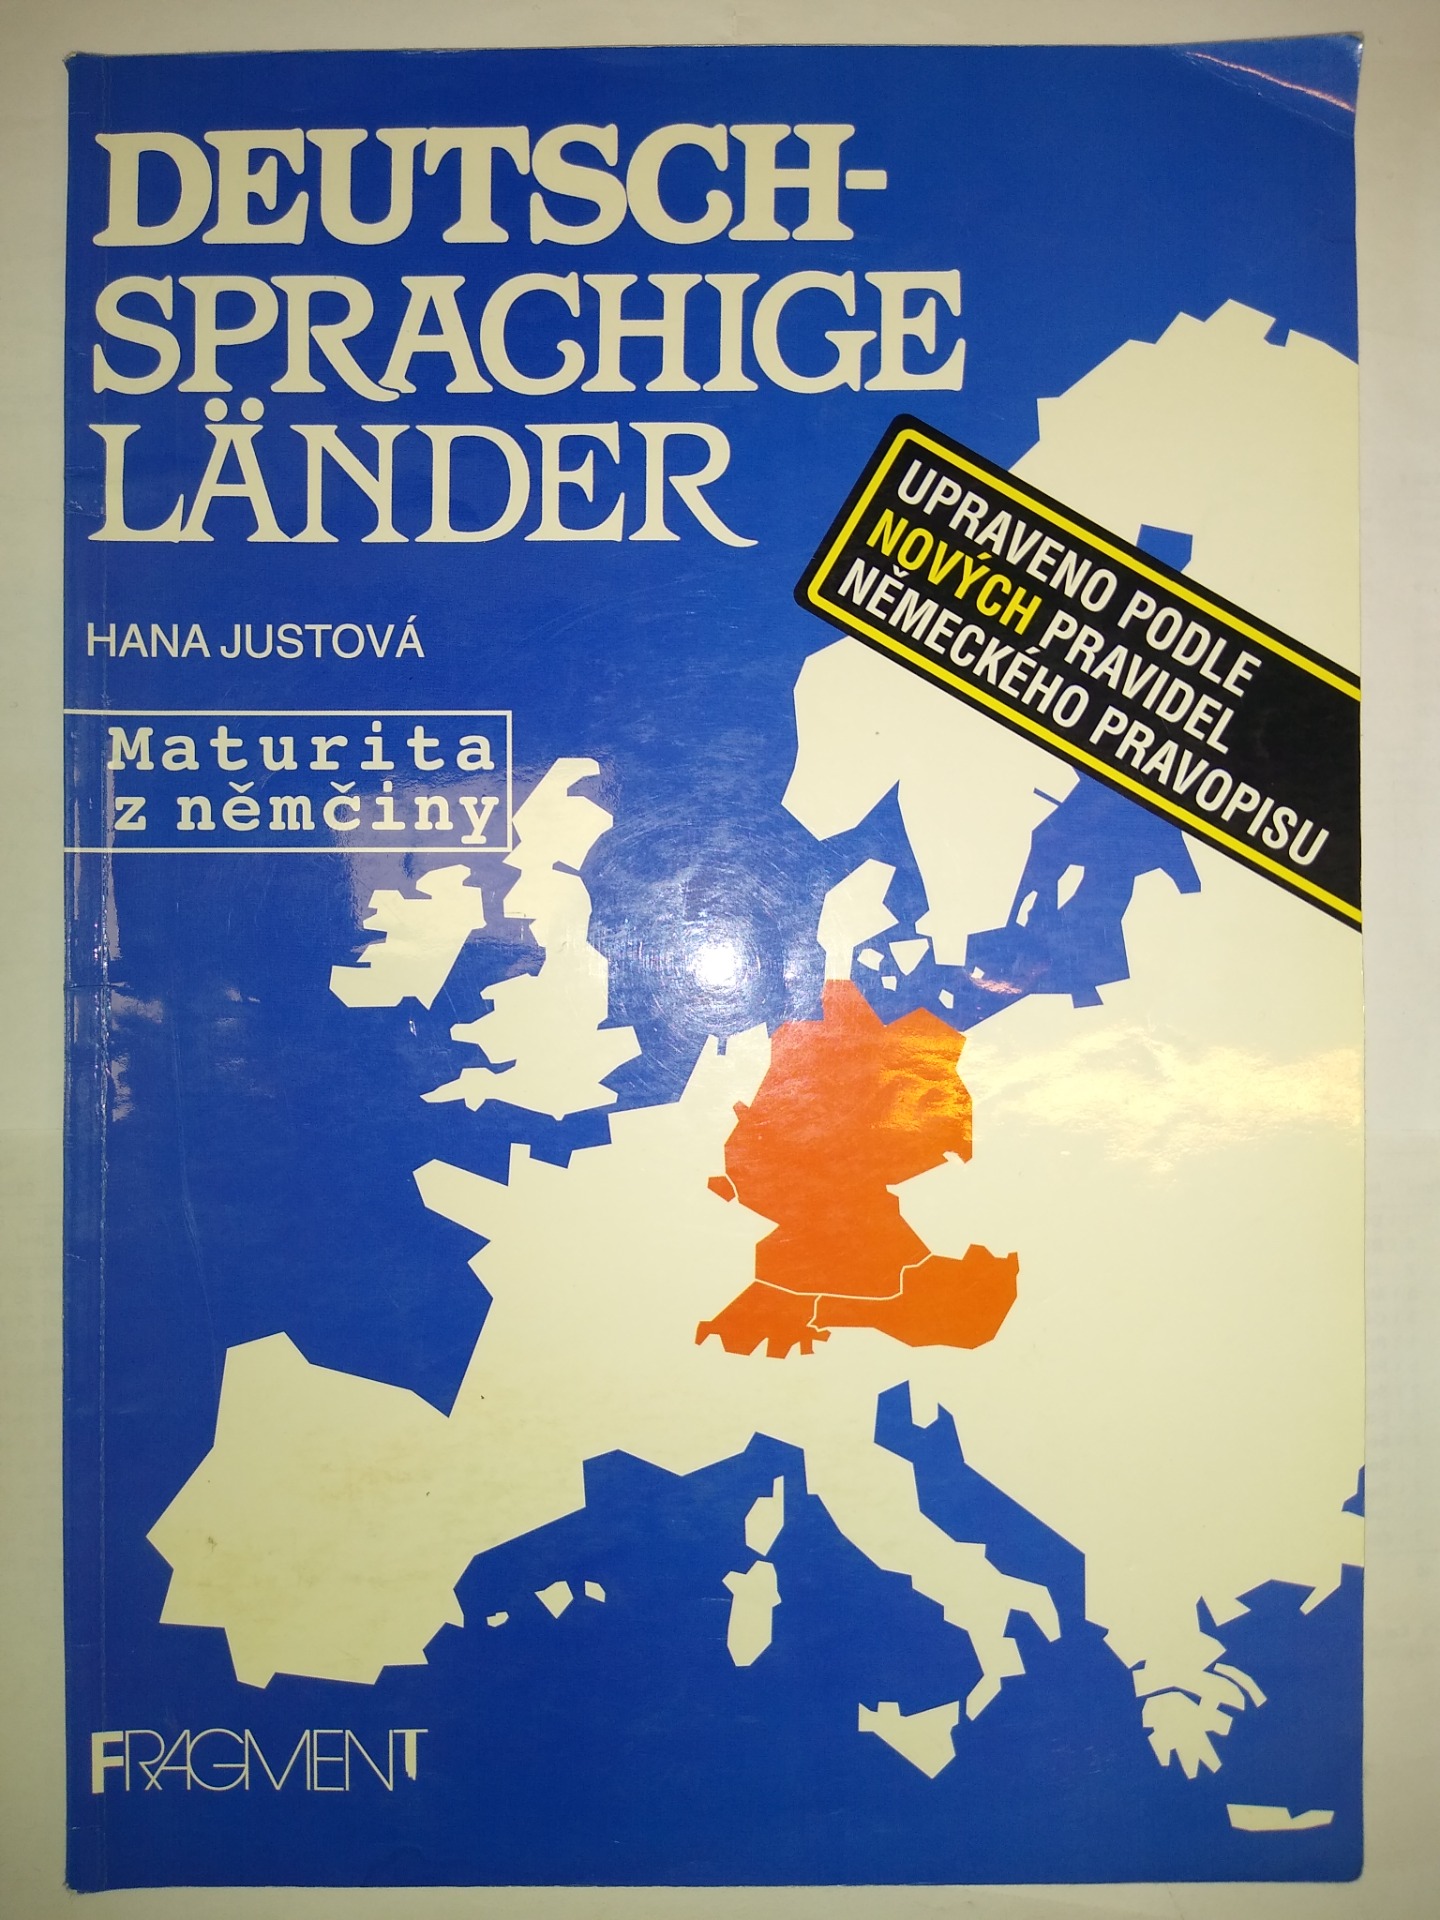 DEUTSCH-
SPRACHIGE
LÄNDER
HANA JUSTOVÁ
Maturita
z němčiny
UPRAVENO PODLE
NOVÝCH PRAVIDEL
NĚMECKÉHO PRAVOPISU
FRAGMENT